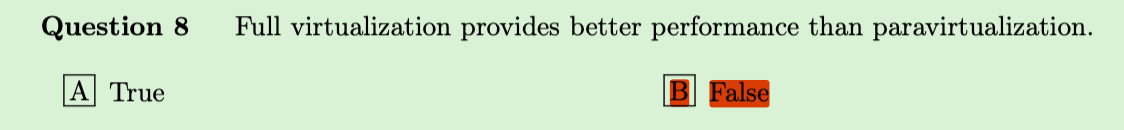 Question 8 Full virtualization provides better performance than paravirtualization.
A True B False